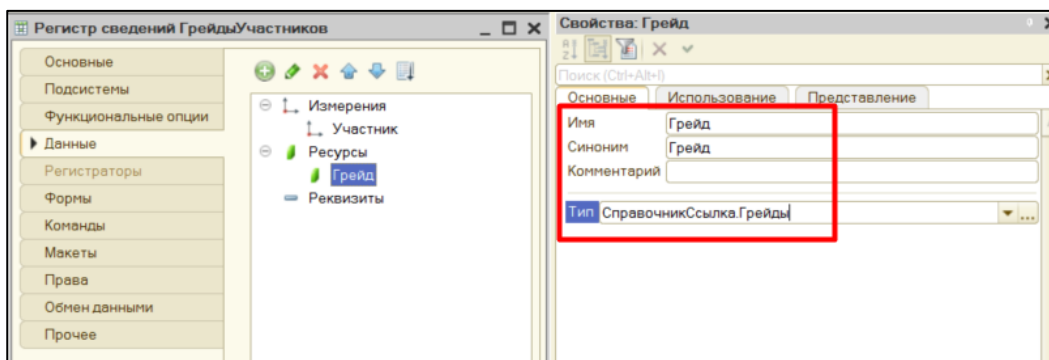 Регистр сведений ГрейдыУчастников
Основные
Подсистемы
Функциональные опции
Данные
Регистраторы
Формы
Команды
Макеты
Права
Обмен данными
Прочее
Измерения
Участник
Ресурсы
Грейд
Реквизиты
Свойства: Грейд
Поиск (Ctrl+Alt+I)
Основные Использование Представление
Имя Грейд
Синоним Грейд
Комментарий
Тип СправочникСсылка.Грейды